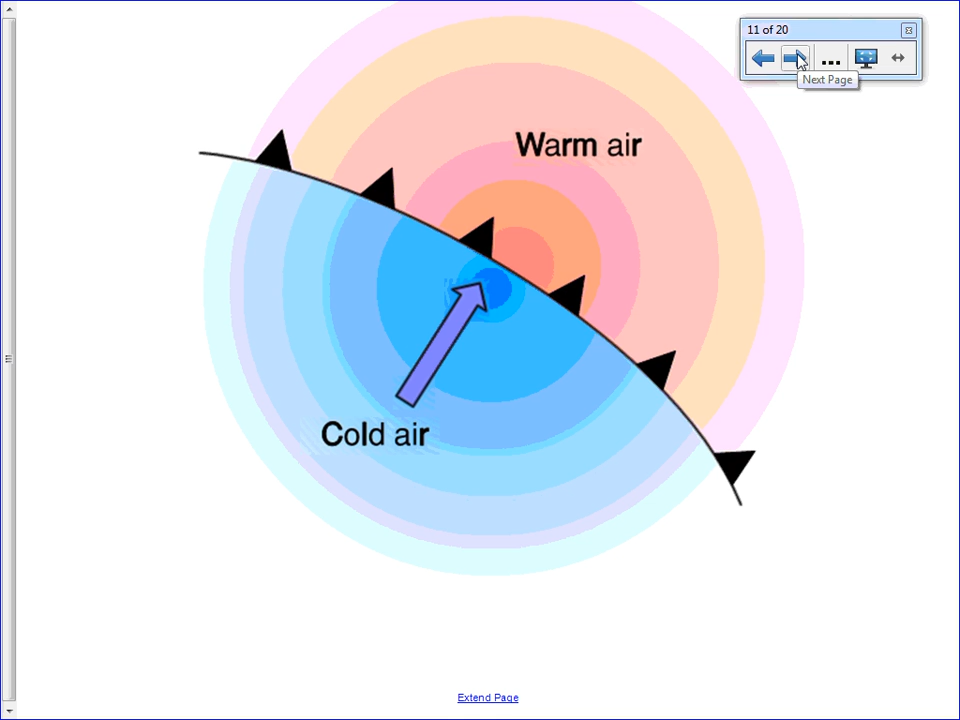 11 of 20
...
Next Page
Warm air
Cold air
Extend Page